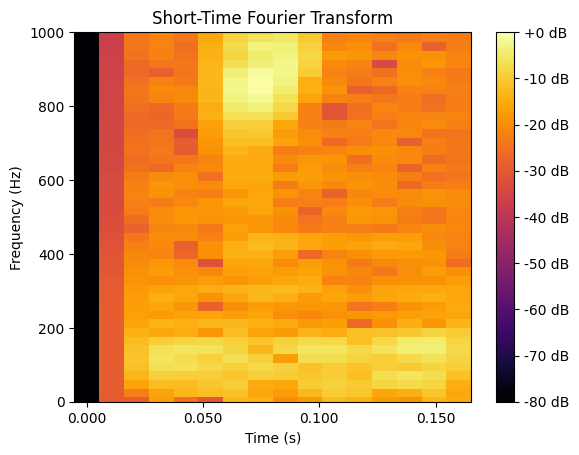 Short-Time Fourier Transform
Frequency (Hz)
1000
800
600
400
200
0
0.000
0.050
0.100
0.150
Time (s)
+0 dB
-10 dB
-20 dB
-30 dB
-40 dB
-50 dB
-60 dB
-70 dB
-80 dB